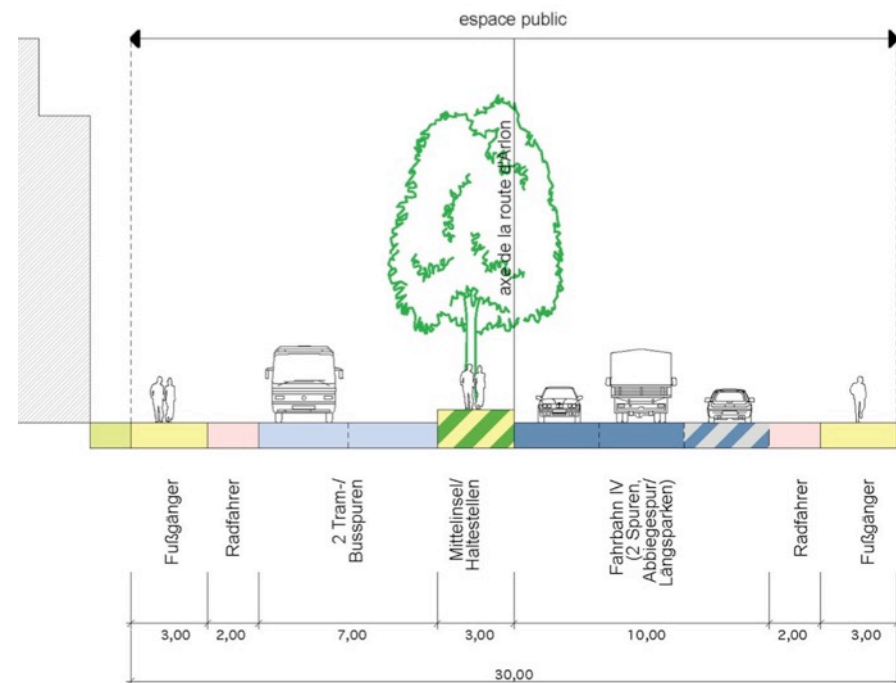 espace public
axe de la route d'Arlon
Fußgänger
Radfahrer
2 Tram-/
Busspuren
Mittelinsel/
Haltestellen
Fahrbahn IV
(2 Spuren,
Abbiegespur/
Längsparken)
Radfahrer
Fußgänger
3,00
2,00
7,00
3,00
10,00
2,00
3,00
30,00